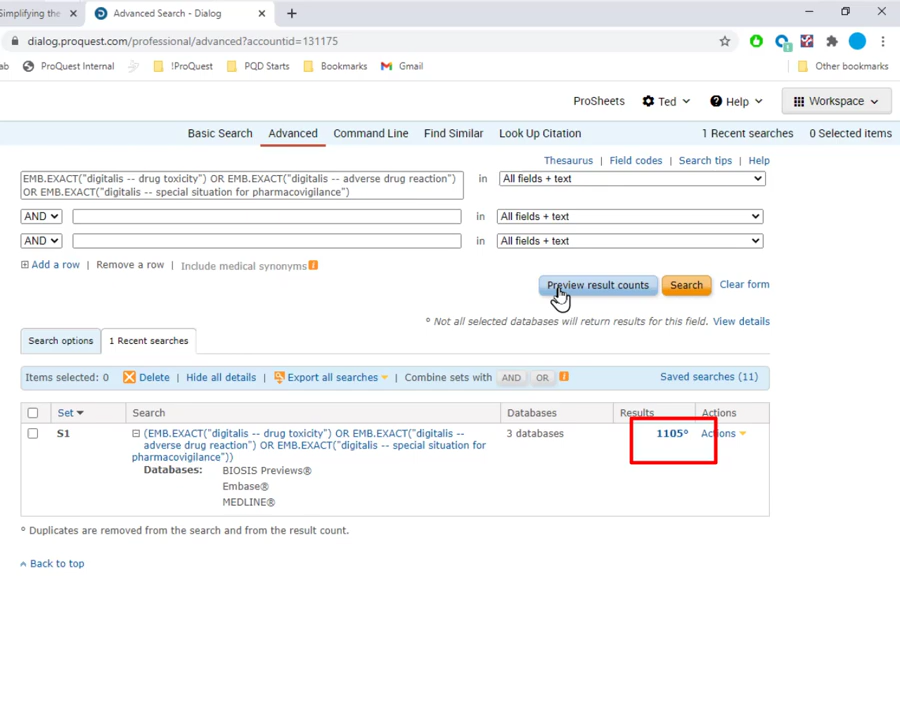 Simplifying the
Advanced Search - Dialog
dialog.proquest.com/professional/advanced?accountid=131175
ab ProQuest Internal !ProQuest PQD Starts Bookmarks Gmail Other bookmarks
ProSheets Ted Help Workspace
Basic Search Advanced Command Line Find Similar Look Up Citation 1 Recent searches 0 Selected items
Thesaurus | Field codes | Search tips | Help
EMB.EXACT("digitalis -- drug toxicity") OR EMB.EXACT("digitalis -- adverse drug reaction") in All fields + text
OR EMB.EXACT("digitalis -- special situation for pharmacovigilance")
AND in All fields + text
AND in All fields + text
Add a row | Remove a row | Include medical synonyms i
Preview result counts Search Clear form
° Not all selected databases will return results for this field. View details
Search options 1 Recent searches
Items selected: 0 Delete | Hide all details | Export all searches | Combine sets with AND OR i Saved searches (11)
Set Search Databases Results Actions
S1 (EMB.EXACT("digitalis -- drug toxicity") OR EMB.EXACT("digitalis -- 3 databases 1105° Actions
adverse drug reaction") OR EMB.EXACT("digitalis -- special situation for
pharmacovigilance"))
Databases: BIOSIS Previews®
Embase®
MEDLINE®
° Duplicates are removed from the search and from the result count.
Back to top